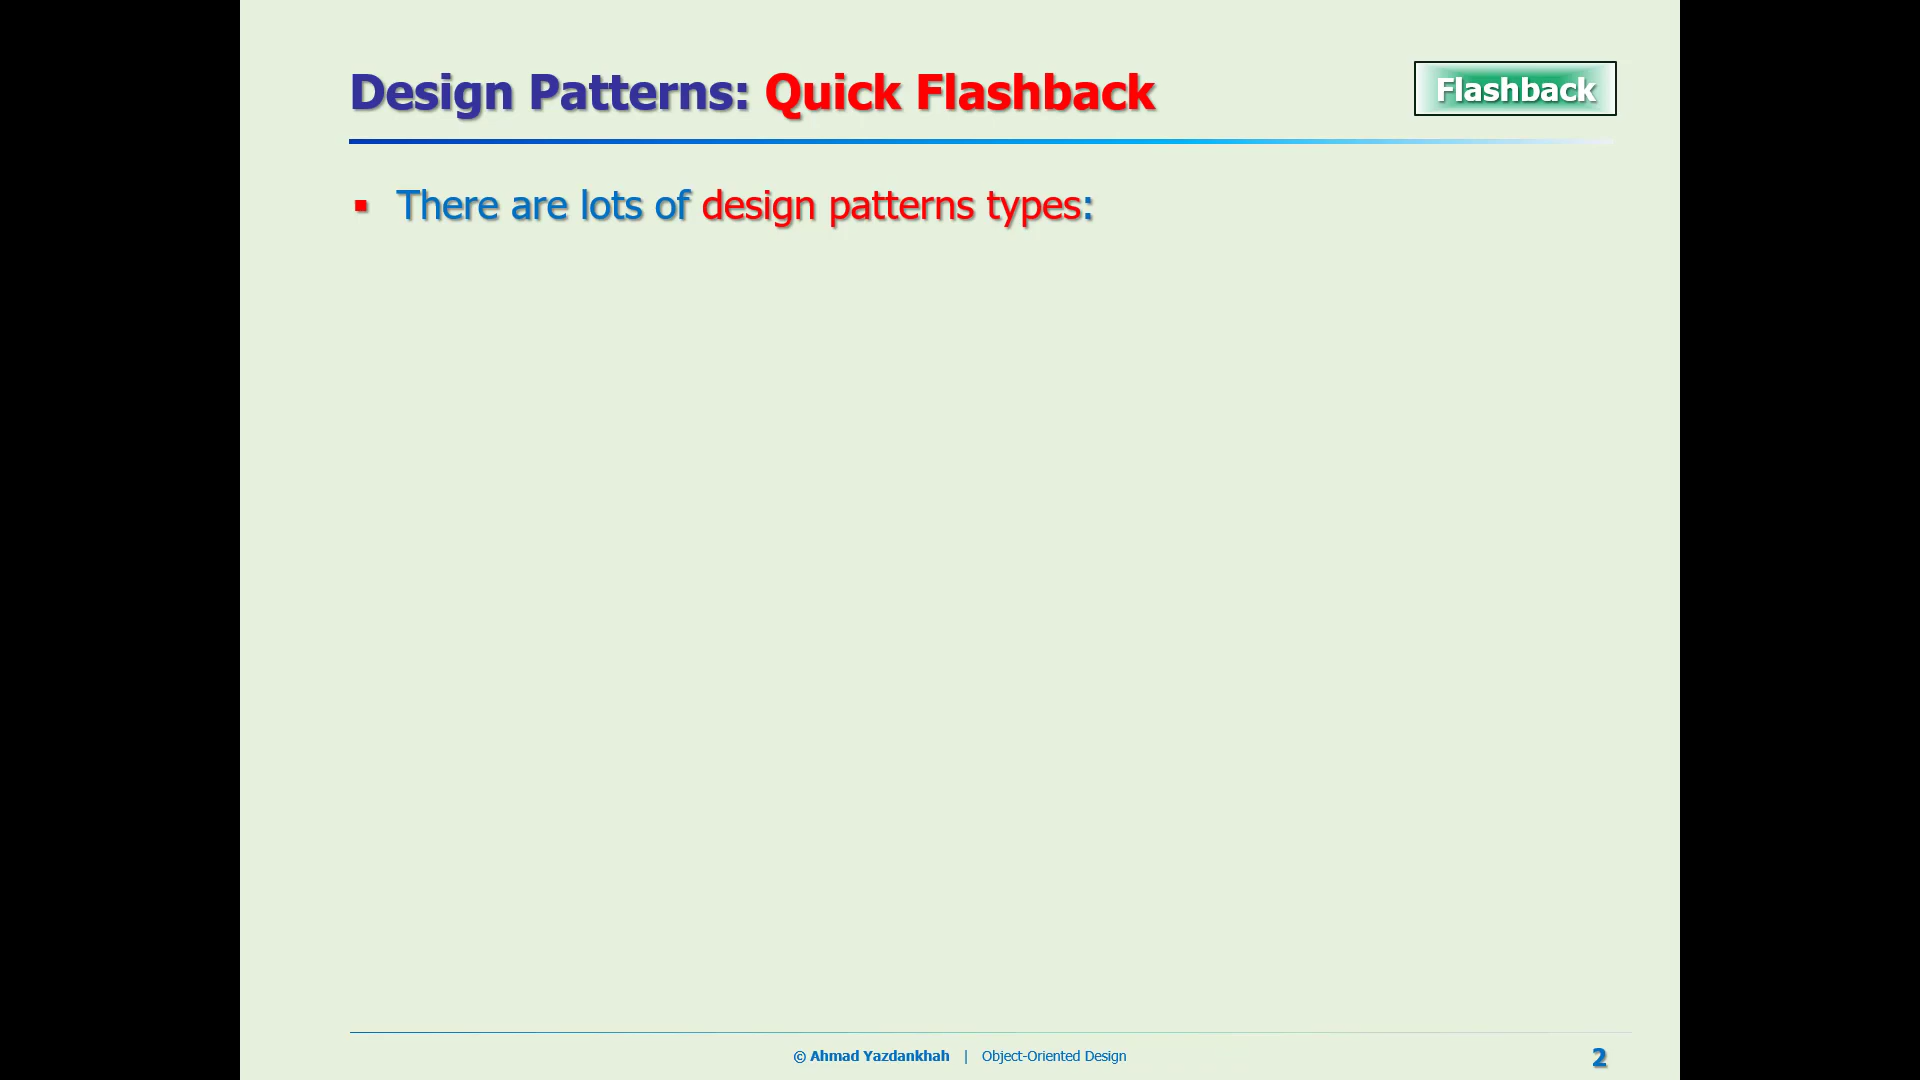 Design Patterns: Quick Flashback
Flashback
▪ There are lots of design patterns types:
© Ahmad Yazdankhah | Object-Oriented Design
2